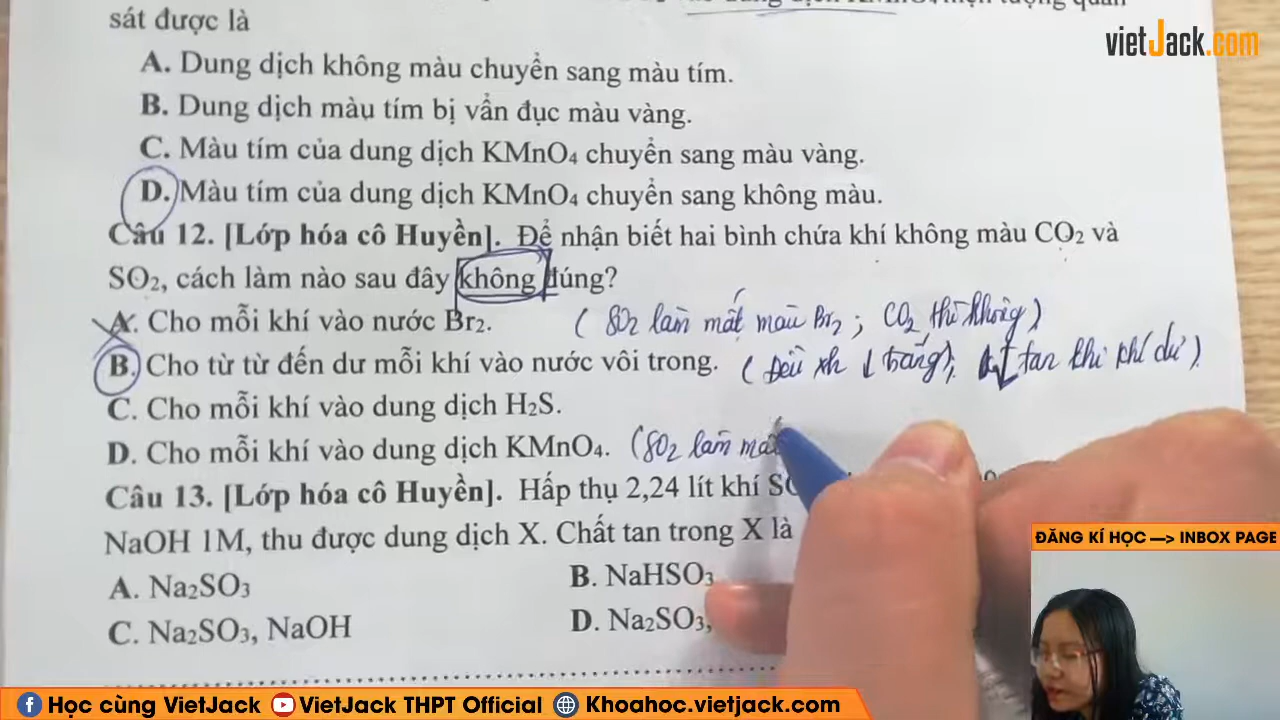 vietJack.com
sát được là
A. Dung dịch không màu chuyển sang màu tím.
B. Dung dịch màu tím bị vẩn đục màu vàng.
C. Màu tím của dung dịch KMnO₄ chuyển sang màu vàng.
D. Màu tím của dung dịch KMnO₄ chuyển sang không màu.
Câu 12. [Lớp hóa cô Huyền]. Để nhận biết hai bình chứa khí không màu CO₂ và
SO₂, cách làm nào sau đây không đúng?
A. Cho mỗi khí vào nước Br₂. (SO₂ làm mất màu Br₂; CO₂ thì không)
B. Cho từ từ đến dư mỗi khí vào nước vôi trong. (Đều xh ↓ trắng); ↓ tan khi khí dư).
C. Cho mỗi khí vào dung dịch H₂S.
D. Cho mỗi khí vào dung dịch KMnO₄. (SO₂ làm
Câu 13. [Lớp hóa cô Huyền]. Hấp thụ 2,24 lít khí
NaOH 1M, thu được dung dịch X. Chất tan trong X là
A. Na₂SO₃
B. NaHSO₃
C. Na₂SO₃, NaOH
D. Na₂SO₃,
ĐĂNG KÍ HỌC —> INBOX PAGE
Học cùng VietJack VietJack THPT Official Khoahoc.vietjack.com